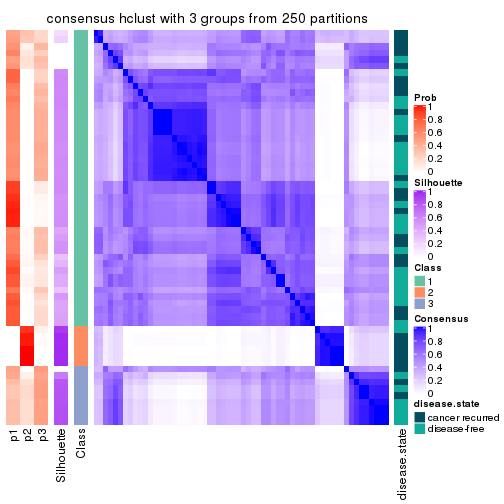 consensus hclust with 3 groups from 250 partitions
Prob
1
0.8
0.6
0.4
0.2
0
Silhouette
1
0.8
0.6
0.4
0.2
0
Class
1
2
3
Consensus
1
0.8
0.6
0.4
0.2
0
disease.state
cancer recurred
disease-free
p1
p2
p3
Silhouette
Class
disease.state